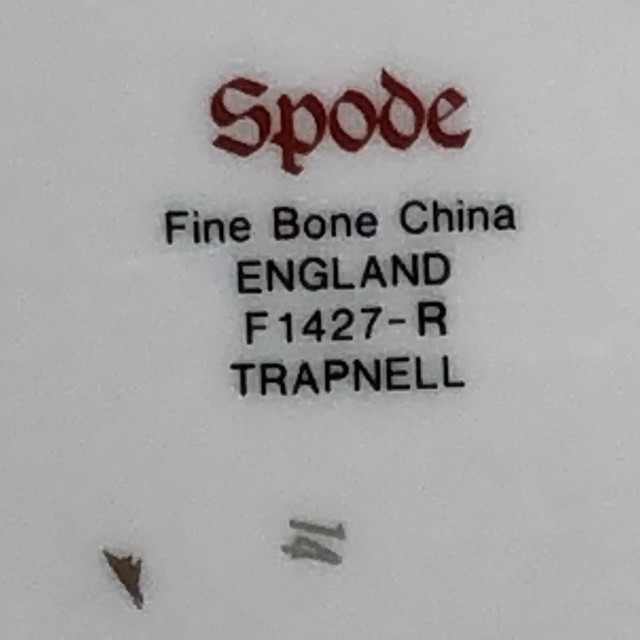 Spode
Fine Bone China
ENGLAND
F1427-R
TRAPNELL